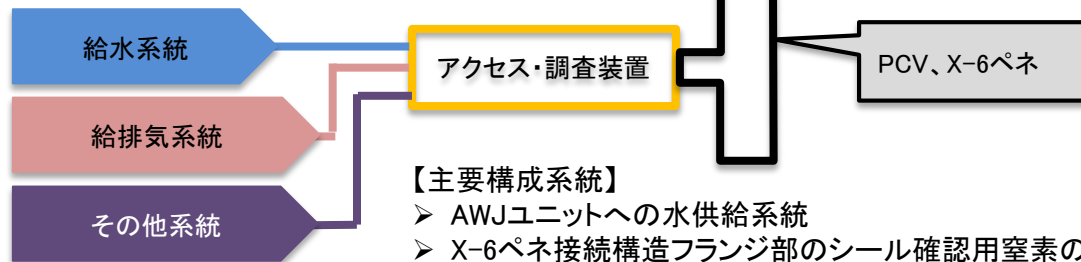 給水系統
給排気系統
その他系統
アクセス・調査装置
PCV、X-6ペネ
【主要構成系統】
➢ AWJユニットへの水供給系統
➢ X-6ペネ接続構造フランジ部のシール確認用窒素の